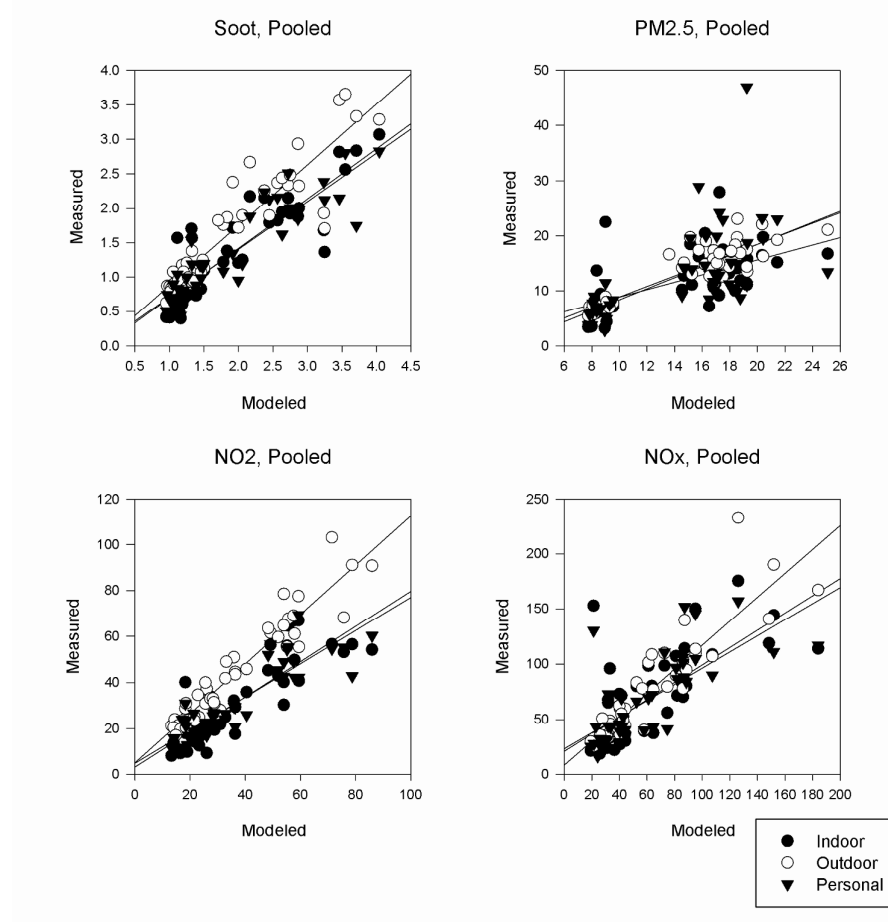 Soot, Pooled
4.0
3.5
3.0
2.5
2.0
1.5
1.0
0.5
0.0
Measured
0.5 1.0 1.5 2.0 2.5 3.0 3.5 4.0 4.5
Modeled
PM2.5, Pooled
50
40
30
20
10
0
Measured
6 8 10 12 14 16 18 20 22 24 26
Modeled
NO2, Pooled
120
100
80
60
40
20
0
Measured
0 20 40 60 80 100
Modeled
NOx, Pooled
250
200
150
100
50
0
Measured
0 20 40 60 80 100 120 140 160 180 200
Modeled
Indoor
Outdoor
Personal